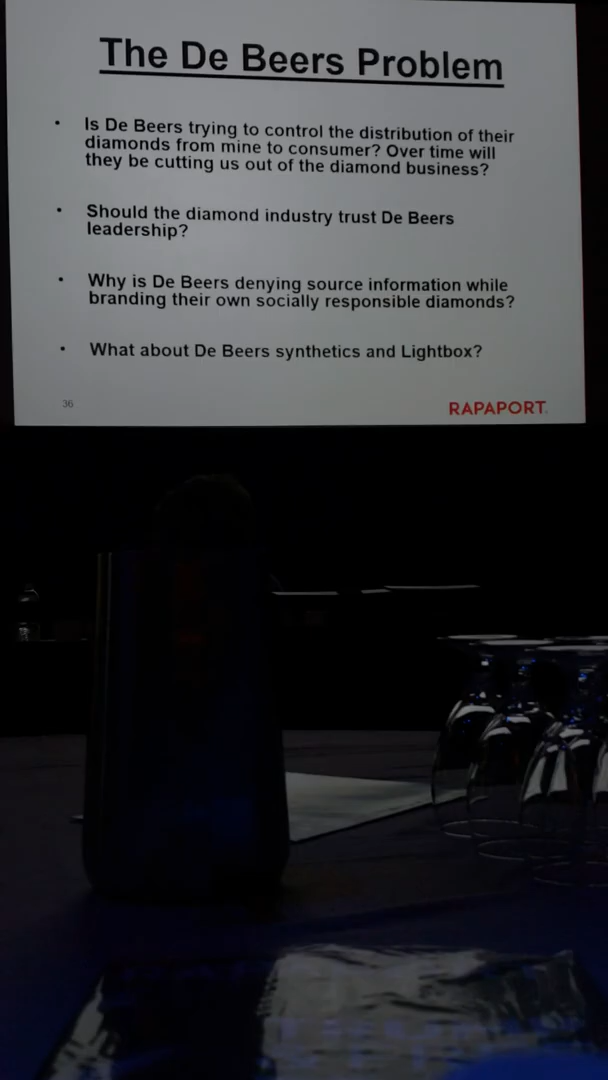 The De Beers Problem
• Is De Beers trying to control the distribution of their
diamonds from mine to consumer? Over time will
they be cutting us out of the diamond business?
• Should the diamond industry trust De Beers
leadership?
• Why is De Beers denying source information while
branding their own socially responsible diamonds?
• What about De Beers synthetics and Lightbox?
36
RAPAPORT